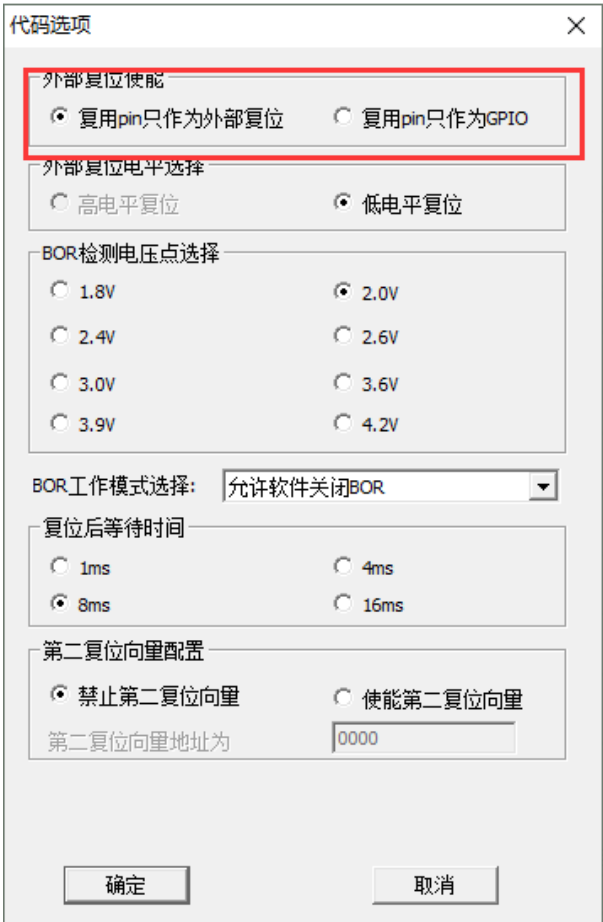 代码选项
外部复位使能
复用pin只作为外部复位 复用pin只作为GPIO
外部复位电平选择
高电平复位 低电平复位
BOR检测电压点选择
1.8V 2.0V
2.4V 2.6V
3.0V 3.6V
3.9V 4.2V
BOR工作模式选择: 允许软件关闭BOR
复位后等待时间
1ms 4ms
8ms 16ms
第二复位向量配置
禁止第二复位向量 使能第二复位向量
第二复位向量地址为 0000
确定 取消